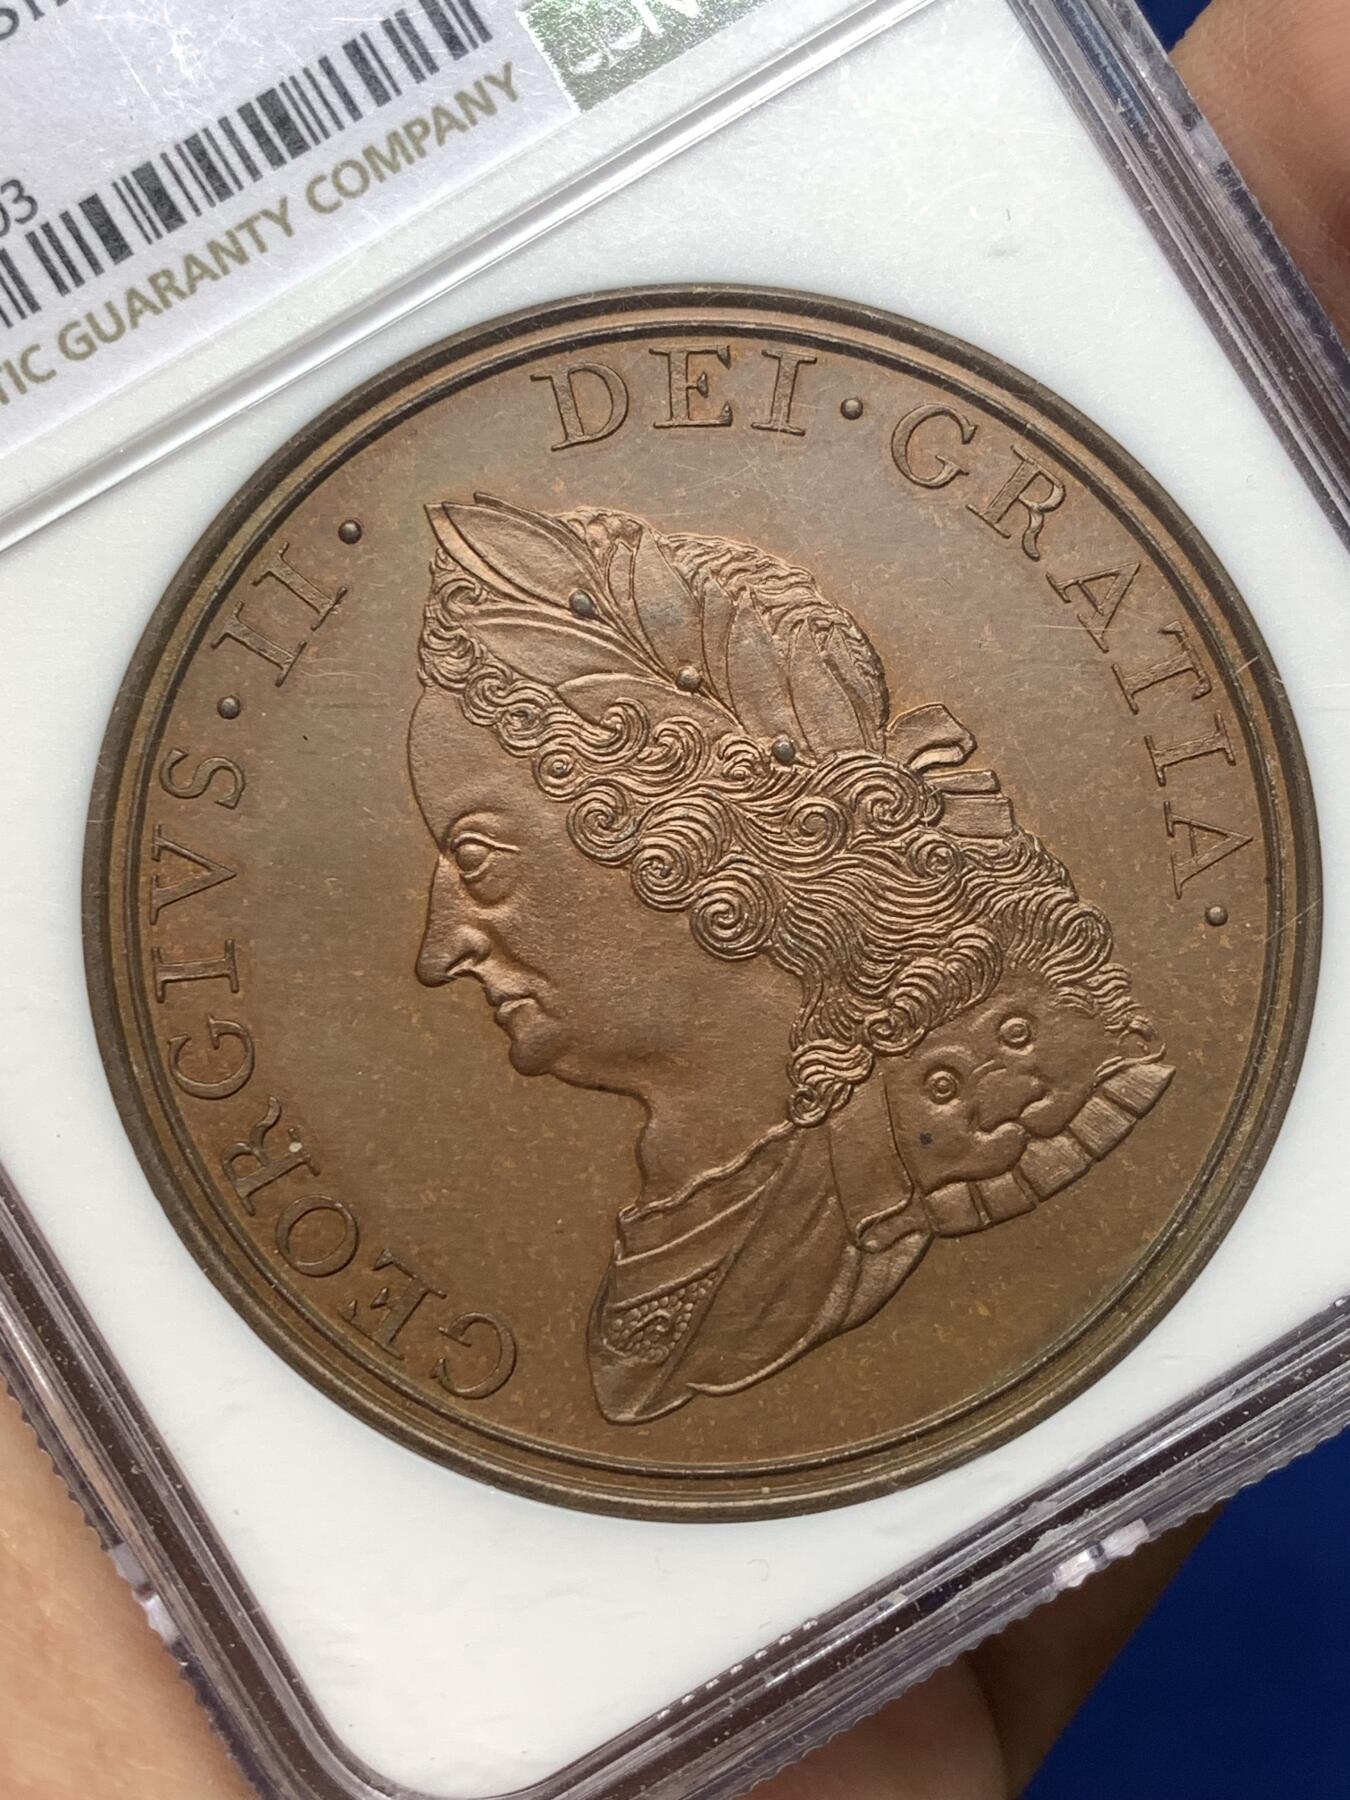 03
TIC GUARANTY COMPANY
GEORGIVS · II · DEI · GRATIA ·